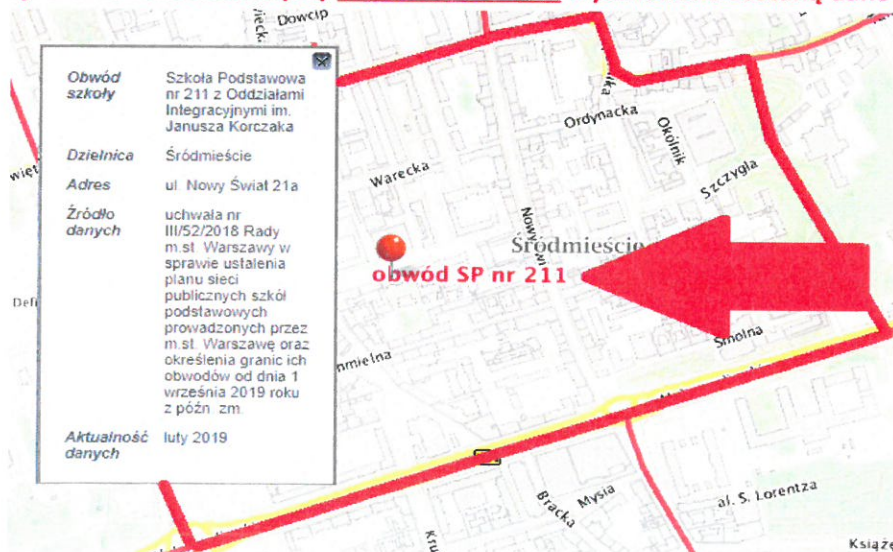 Dowcip
Obwód szkoły
Szkoła Podstawowa
nr 211 z Oddziałami
Integracyjnymi im.
Janusza Korczaka
Dzielnica
Śródmieście
Adres
ul. Nowy Świat 21a
Źródło danych
uchwała nr
III/52/2018 Rady
m.st. Warszawy w
sprawie ustalenia
planu sieci
publicznych szkół
podstawowych
prowadzonych przez
m.st. Warszawę oraz
określenia granic ich
obwodów od dnia 1
września 2019 roku
z późn. zm.
Aktualność danych
luty 2019
Ordynacka
Okólnik
Warecka
Szczygla
Śródmieście
obwód SP nr 211
Smolna
Mysia
Bracka
al. S. Lorentza